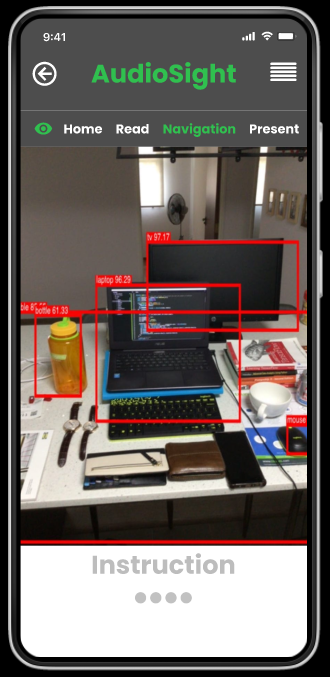 9:41
AudioSight
Home Read Navigation Present
tv 97.17
laptop 96.29
bottle 61.33
mouse
Instruction